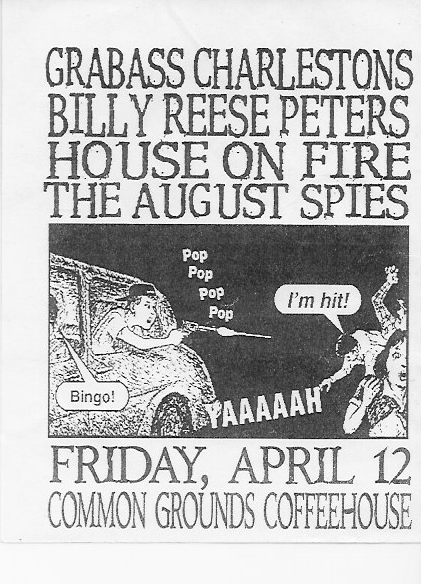 GRABASS CHARLESTONS
BILLY REESE PETERS
HOUSE ON FIRE
THE AUGUST SPIES
Pop
Pop
Pop
Pop
I'm hit!
Bingo!
YAAAAAH
FRIDAY, APRIL 12
COMMON GROUNDS COFFEEHOUSE